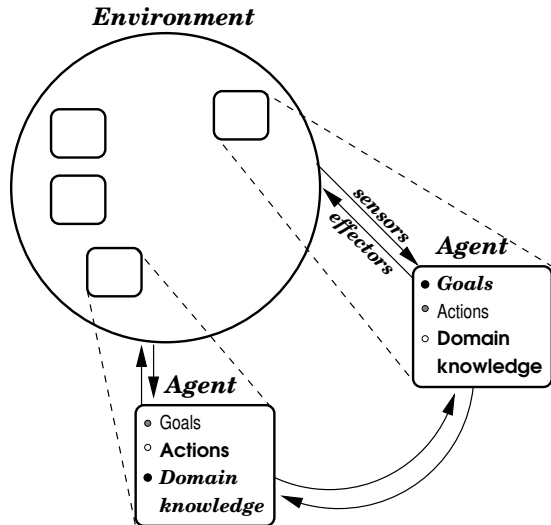 Environment
sensors
effectors
Agent
Goals
Actions
Domain
knowledge
Agent
Goals
Actions
Domain
knowledge